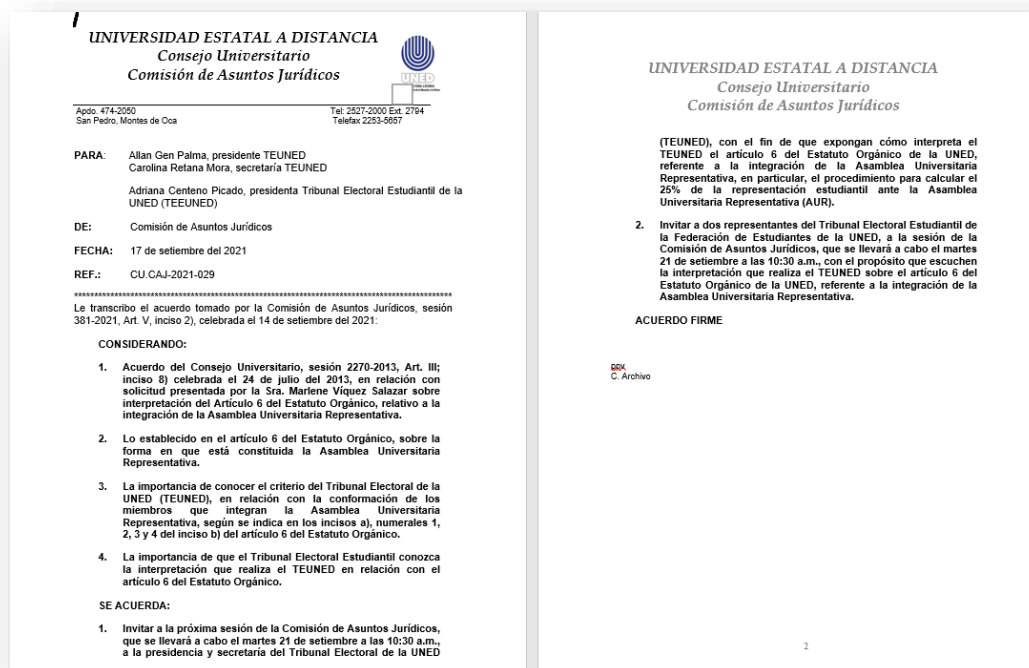 UNIVERSIDAD ESTATAL A DISTANCIA
Consejo Universitario
Comisión de Asuntos Jurídicos
UNED
Apdo. 474-2050
San Pedro, Montes de Oca
Tel: 2527-2000 Ext. 2794
Telefax 2253-5657
PARA: Allan Gen Palma, presidente TEUNED
Carolina Retana Mora, secretaría TEUNED
Adriana Centeno Picado, presidenta Tribunal Electoral Estudiantil de la
UNED (TEEUNED)
DE: Comisión de Asuntos Jurídicos
FECHA: 17 de setiembre del 2021
REF.: CU.CAJ-2021-029
Le transcribo el acuerdo tomado por la Comisión de Asuntos Jurídicos, sesión
381-2021, Art. V, inciso 2), celebrada el 14 de setiembre del 2021:
CONSIDERANDO:
1. Acuerdo del Consejo Universitario, sesión 2270-2013, Art. III;
inciso 8) celebrada el 24 de julio del 2013, en relación con
solicitud presentada por la Sra. Marlene Víquez Salazar sobre
interpretación del Artículo 6 del Estatuto Orgánico, relativo a la
integración de la Asamblea Universitaria Representativa.
2. Lo establecido en el artículo 6 del Estatuto Orgánico, sobre la
forma en que está constituida la Asamblea Universitaria
Representativa.
3. La importancia de conocer el criterio del Tribunal Electoral de la
UNED (TEUNED), en relación con la conformación de los
miembros que integran la Asamblea Universitaria
Representativa, según se indica en los incisos a), numerales 1,
2, 3 y 4 del inciso b) del artículo 6 del Estatuto Orgánico.
4. La importancia de que el Tribunal Electoral Estudiantil conozca
la interpretación que realiza el TEUNED en relación con el
artículo 6 del Estatuto Orgánico.
SE ACUERDA:
1. Invitar a la próxima sesión de la Comisión de Asuntos Jurídicos,
que se llevará a cabo el martes 21 de setiembre a las 10:30 a.m.,
a la presidencia y secretaría del Tribunal Electoral de la UNED
UNIVERSIDAD ESTATAL A DISTANCIA
Consejo Universitario
Comisión de Asuntos Jurídicos
(TEUNED), con el fin de que expongan cómo interpreta el
TEUNED el artículo 6 del Estatuto Orgánico de la UNED,
referente a la integración de la Asamblea Universitaria
Representativa, en particular, el procedimiento para calcular el
25% de la representación estudiantil ante la Asamblea
Universitaria Representativa (AUR).
2. Invitar a dos representantes del Tribunal Electoral Estudiantil de
la Federación de Estudiantes de la UNED, a la sesión de la
Comisión de Asuntos Jurídicos, que se llevará a cabo el martes
21 de setiembre a las 10:30 a.m., con el propósito que escuchen
la interpretación que realiza el TEUNED sobre el artículo 6 del
Estatuto Orgánico de la UNED, referente a la integración de la
Asamblea Universitaria Representativa.
ACUERDO FIRME
C. Archivo
2